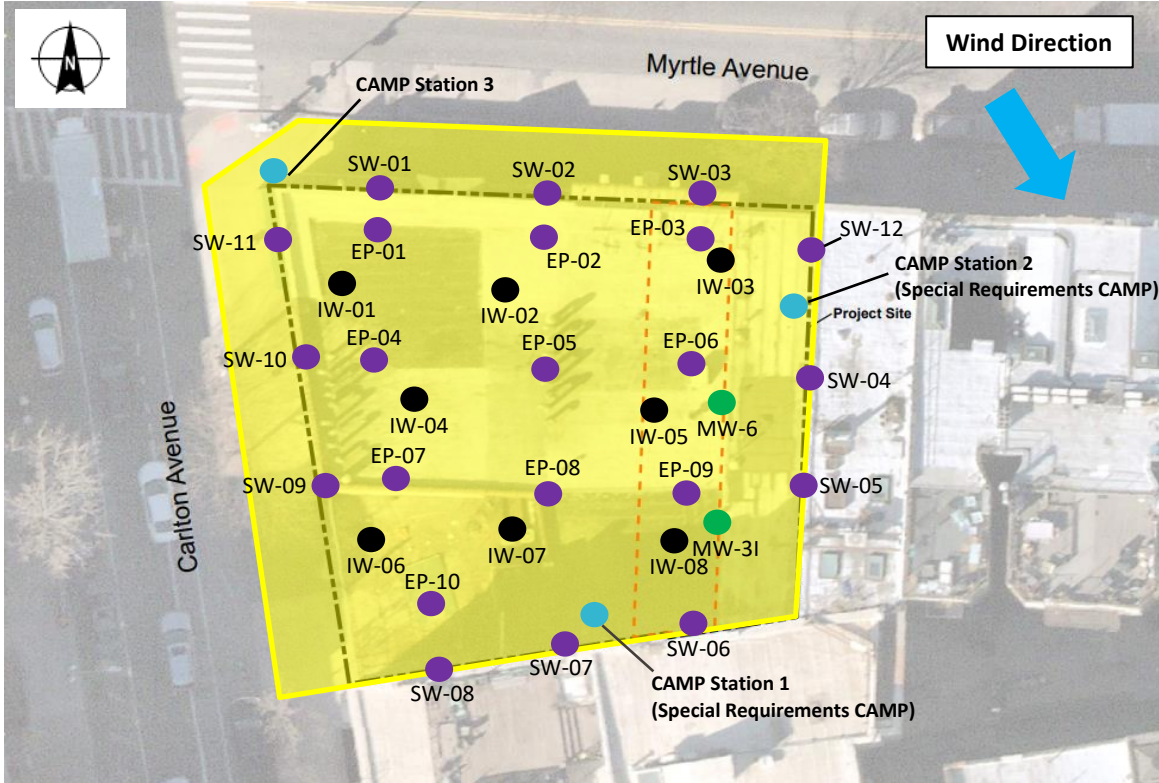 Wind Direction
N
Myrtle Avenue
CAMP Station 3
SW-01
SW-02
SW-03
SW-11
EP-01
EP-02
EP-03
SW-12
IW-01
IW-02
IW-03
CAMP Station 2
(Special Requirements CAMP)
Project Site
SW-10
EP-04
EP-05
EP-06
SW-04
IW-04
IW-05
MW-6
Carlton Avenue
SW-09
EP-07
EP-08
EP-09
SW-05
IW-06
IW-07
IW-08
MW-3I
EP-10
SW-08
SW-07
SW-06
CAMP Station 1
(Special Requirements CAMP)